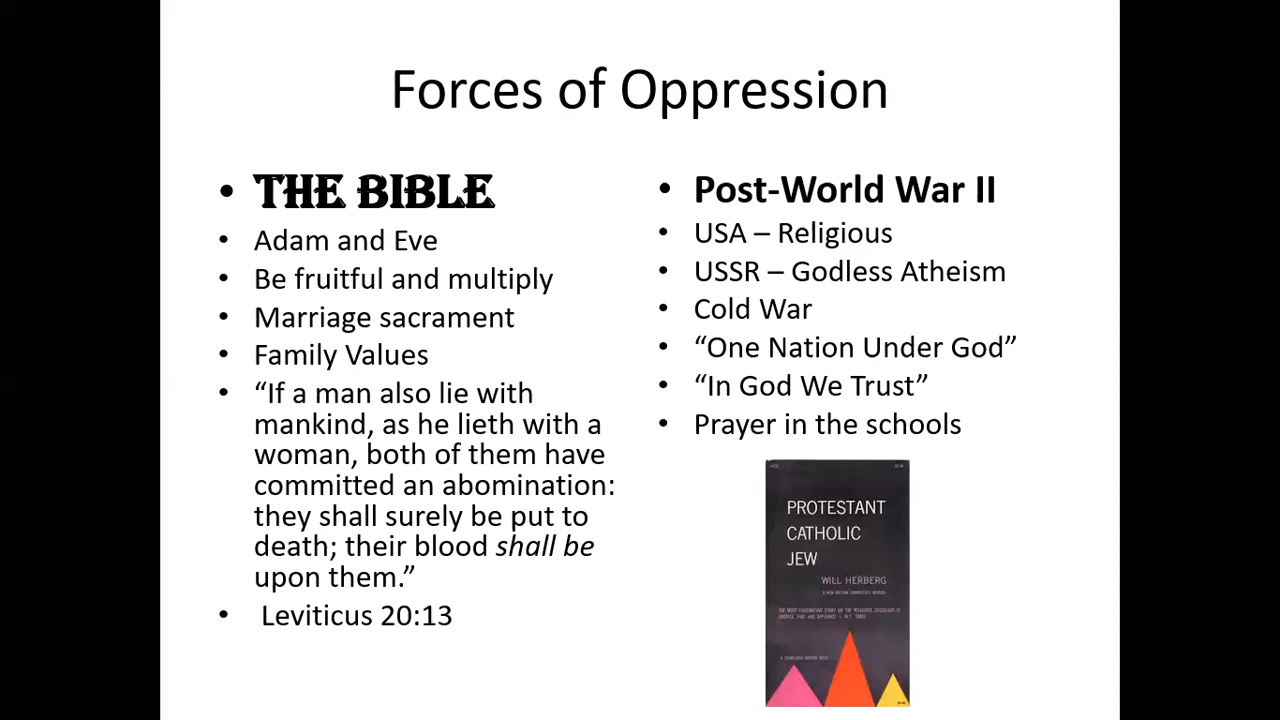 Forces of Oppression
• THE BIBLE
• Adam and Eve
• Be fruitful and multiply
• Marriage sacrament
• Family Values
• “If a man also lie with
mankind, as he lieth with a
woman, both of them have
committed an abomination:
they shall surely be put to
death; their blood shall be
upon them.”
• Leviticus 20:13
• Post-World War II
• USA – Religious
• USSR – Godless Atheism
• Cold War
• “One Nation Under God”
• “In God We Trust”
• Prayer in the schools
PROTESTANT
CATHOLIC
JEW
WILL HERBERG